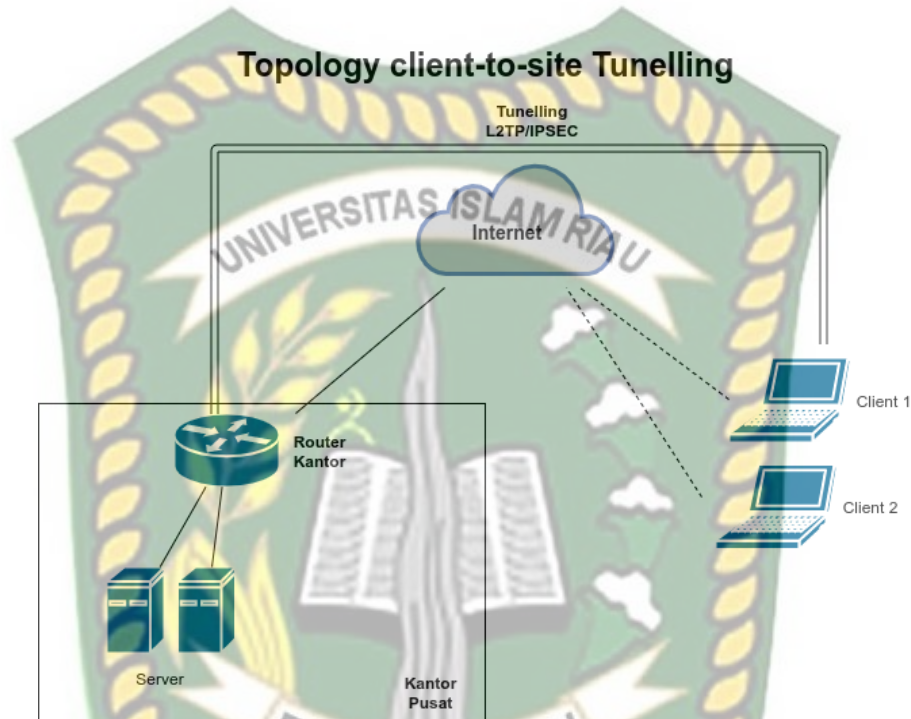 Topology client-to-site Tunelling
Tunelling
L2TP/IPSEC
UNIVERSITAS ISLAM RIAU
Internet
Client 1
Router
Kantor
Client 2
Server
Kantor
Pusat